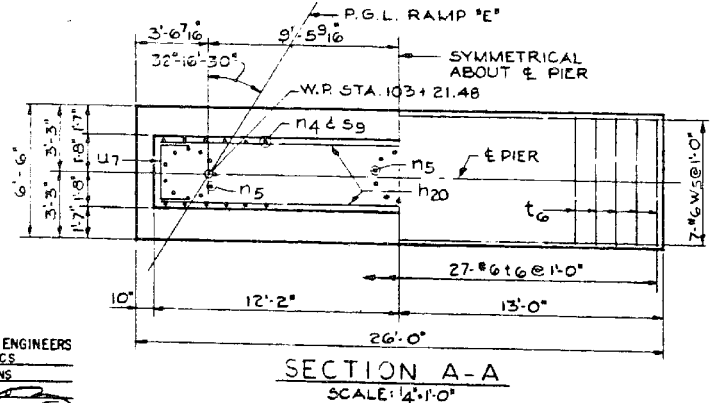 P.G.L. RAMP "E"
3'-6 7/16"
9'-5 9/16"
32°-16'-30"
SYMMETRICAL
ABOUT ℄ PIER
W.P. STA. 103+21.48
n4 & s9
6'-6"
3'-3"
3'-3"
1'-7"
1'-8"
1'-8"
1'-7"
u7
n5
n5
℄ PIER
h20
t6
7-#6 w5 @ 1'-0"
27-#6 t6 @ 1'-0"
10"
12'-2"
13'-0"
26'-0"
ENGINEERS
CS
NS
SECTION A-A
SCALE: 1/4"=1'-0"